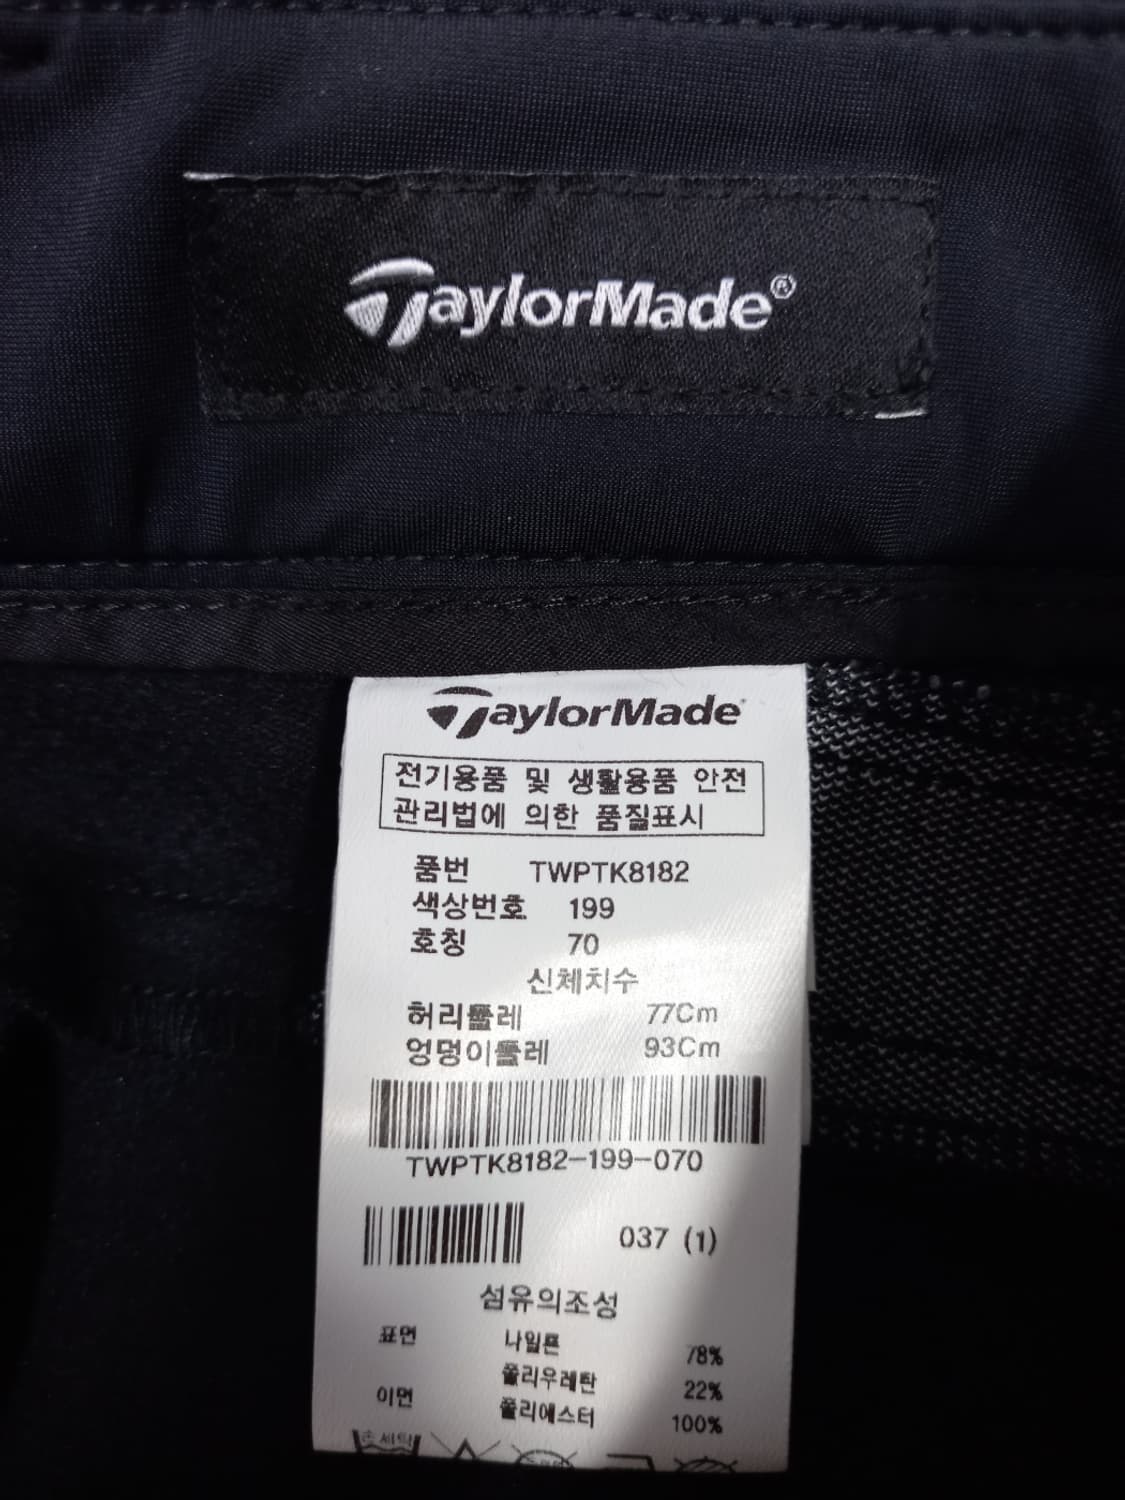 TaylorMade®
TaylorMade
전기용품 및 생활용품 안전
관리법에 의한 품질표시
품번 TWPTK8182
색상번호 199
호칭 70
신체치수
허리둘레 77Cm
엉덩이둘레 93Cm
TWPTK8182-199-070
037 (1)
섬유의조성
표면 나일론 78%
폴리우레탄 22%
이면 폴리에스터 100%
손세탁